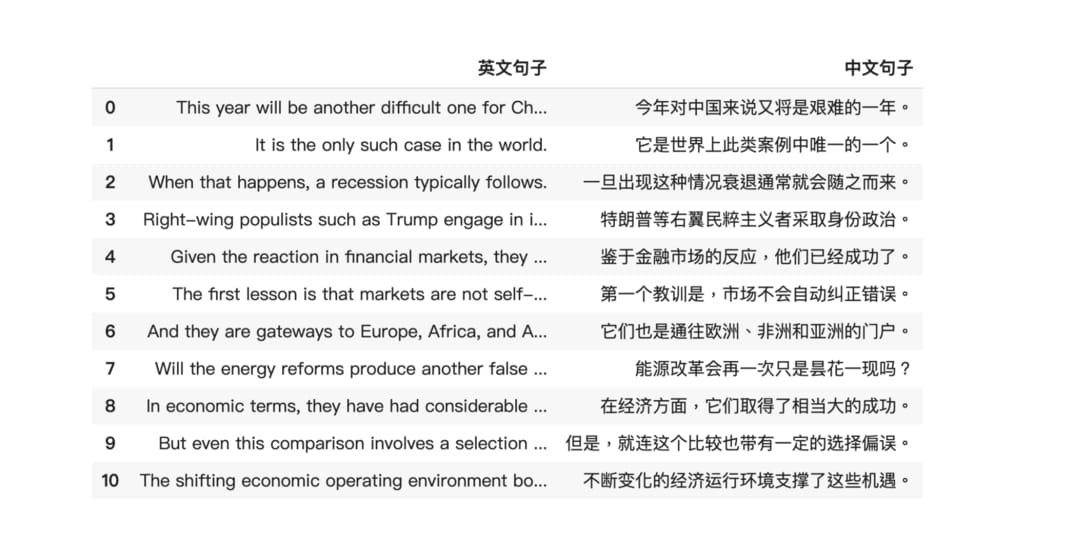 英文句子 中文句子
0 This year will be another difficult one for Ch... 今年对中国来说又将是艰难的一年。
1 It is the only such case in the world. 它是世界上此类案例中唯一的一个。
2 When that happens, a recession typically follows. 一旦出现这种情况衰退通常就会随之而来。
3 Right-wing populists such as Trump engage in i... 特朗普等右翼民粹主义者采取身份政治。
4 Given the reaction in financial markets, they ... 鉴于金融市场的反应，他们已经成功了。
5 The first lesson is that markets are not self-... 第一个教训是，市场不会自动纠正错误。
6 And they are gateways to Europe, Africa, and A... 它们也是通往欧洲、非洲和亚洲的门户。
7 Will the energy reforms produce another false ... 能源改革会再一次只是昙花一现吗？
8 In economic terms, they have had considerable ... 在经济方面，它们取得了相当大的成功。
9 But even this comparison involves a selection ... 但是，就连这个比较也带有一定的选择偏误。
10 The shifting economic operating environment bo... 不断变化的经济运行环境支撑了这些机遇。